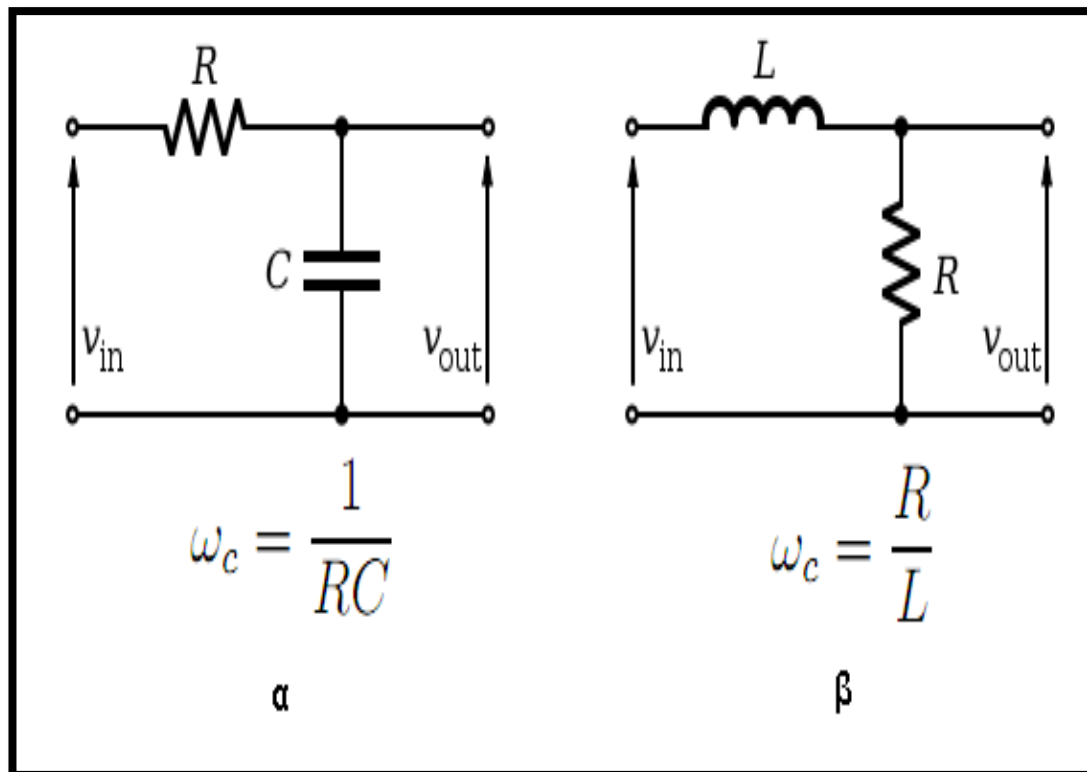 R
C
v_in
v_out
ω_c = 1/RC
α
L
R
v_in
v_out
ω_c = R/L
β